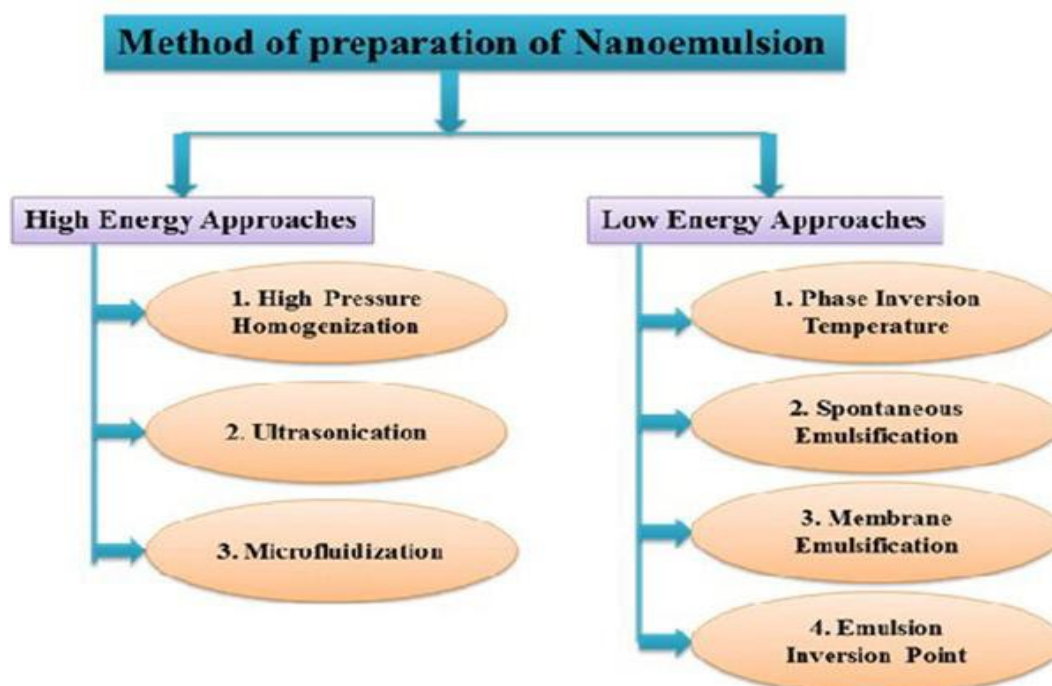 Method of preparation of Nanoemulsion
High Energy Approaches
1. High Pressure
Homogenization
2. Ultrasonication
3. Microfluidization
Low Energy Approaches
1. Phase Inversion
Temperature
2. Spontaneous
Emulsification
3. Membrane
Emulsification
4. Emulsion
Inversion Point